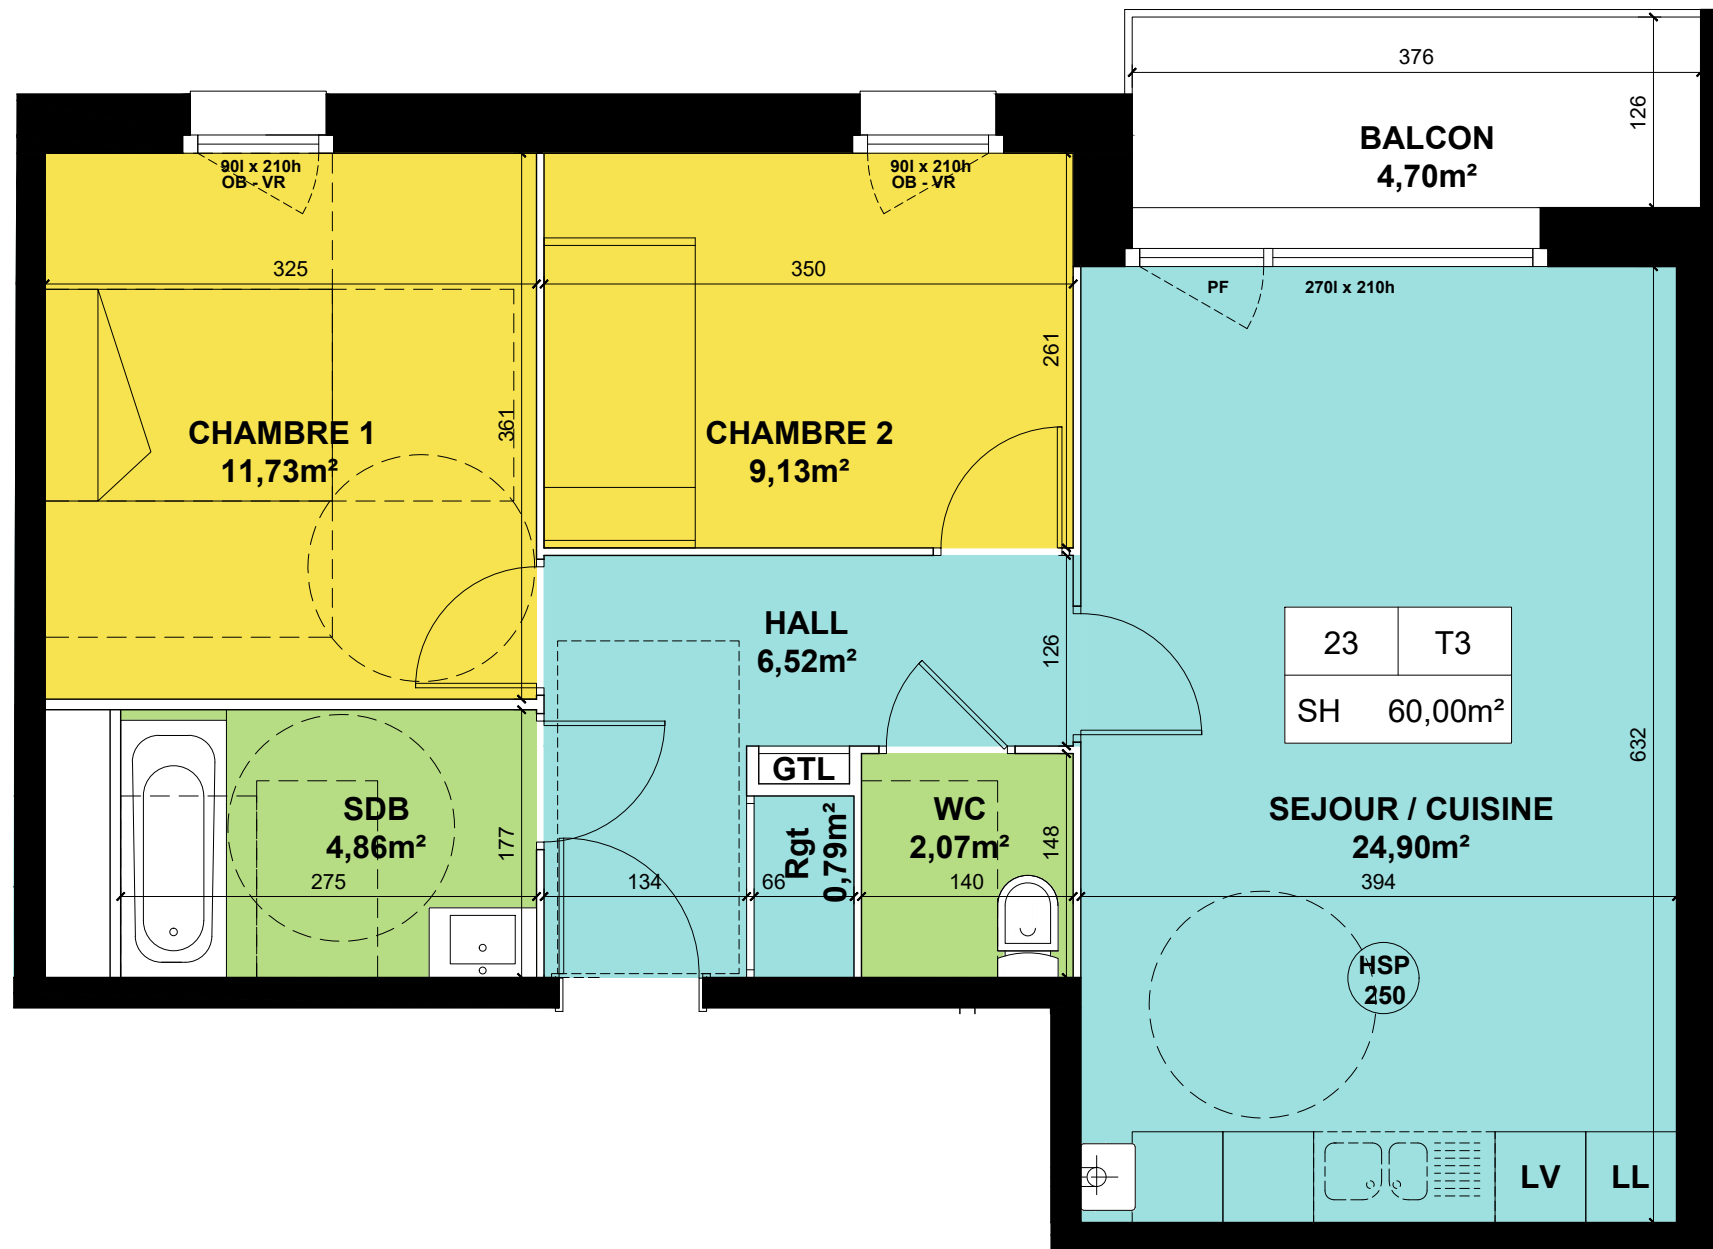 376
126
BALCON
4,70m²
90l x 210h
OB - VR
90l x 210h
OB - VR
325
350
PF
270l x 210h
261
361
CHAMBRE 1
11,73m²
CHAMBRE 2
9,13m²
HALL
6,52m²
126
23
T3
SH
60,00m²
632
GTL
SDB
4,86m²
177
Rgt
0,79m²
WC
2,07m²
148
SEJOUR / CUISINE
24,90m²
275
134
66
140
394
HSP
250
LV
LL